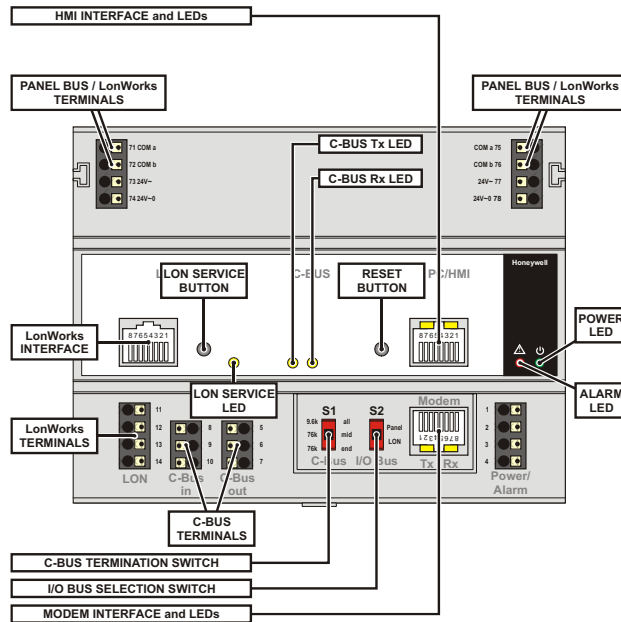 HMI INTERFACE and LEDs
PANEL BUS / LonWorks
TERMINALS
PANEL BUS / LonWorks
TERMINALS
C-BUS Tx LED
C-BUS Rx LED
71 COM a
72 COM b
73 24V~
74 24V~0
COM a 75
COM b 76
24V~ 77
24V~0 78
L
LLON SERVICE
BUTTON
C-BUS
RESET
BUTTON
PC/HMI
Honeywell
LonWorks
INTERFACE
87654321
87654321
POWER
LED
ALARM
LED
LON SERVICE
LED
LonWorks
TERMINALS
11
12
13
14
LON
8
9
10
C-Bus
in
5
6
7
C-Bus
out
S1
9.6k all
76k mid
76k end
C-Bus
S2
Panel
LON
I/O Bus
Modem
87654321
Tx Rx
1
2
3
4
Power/
Alarm
C-BUS
TERMINALS
C-BUS TERMINATION SWITCH
I/O BUS SELECTION SWITCH
MODEM INTERFACE and LEDs